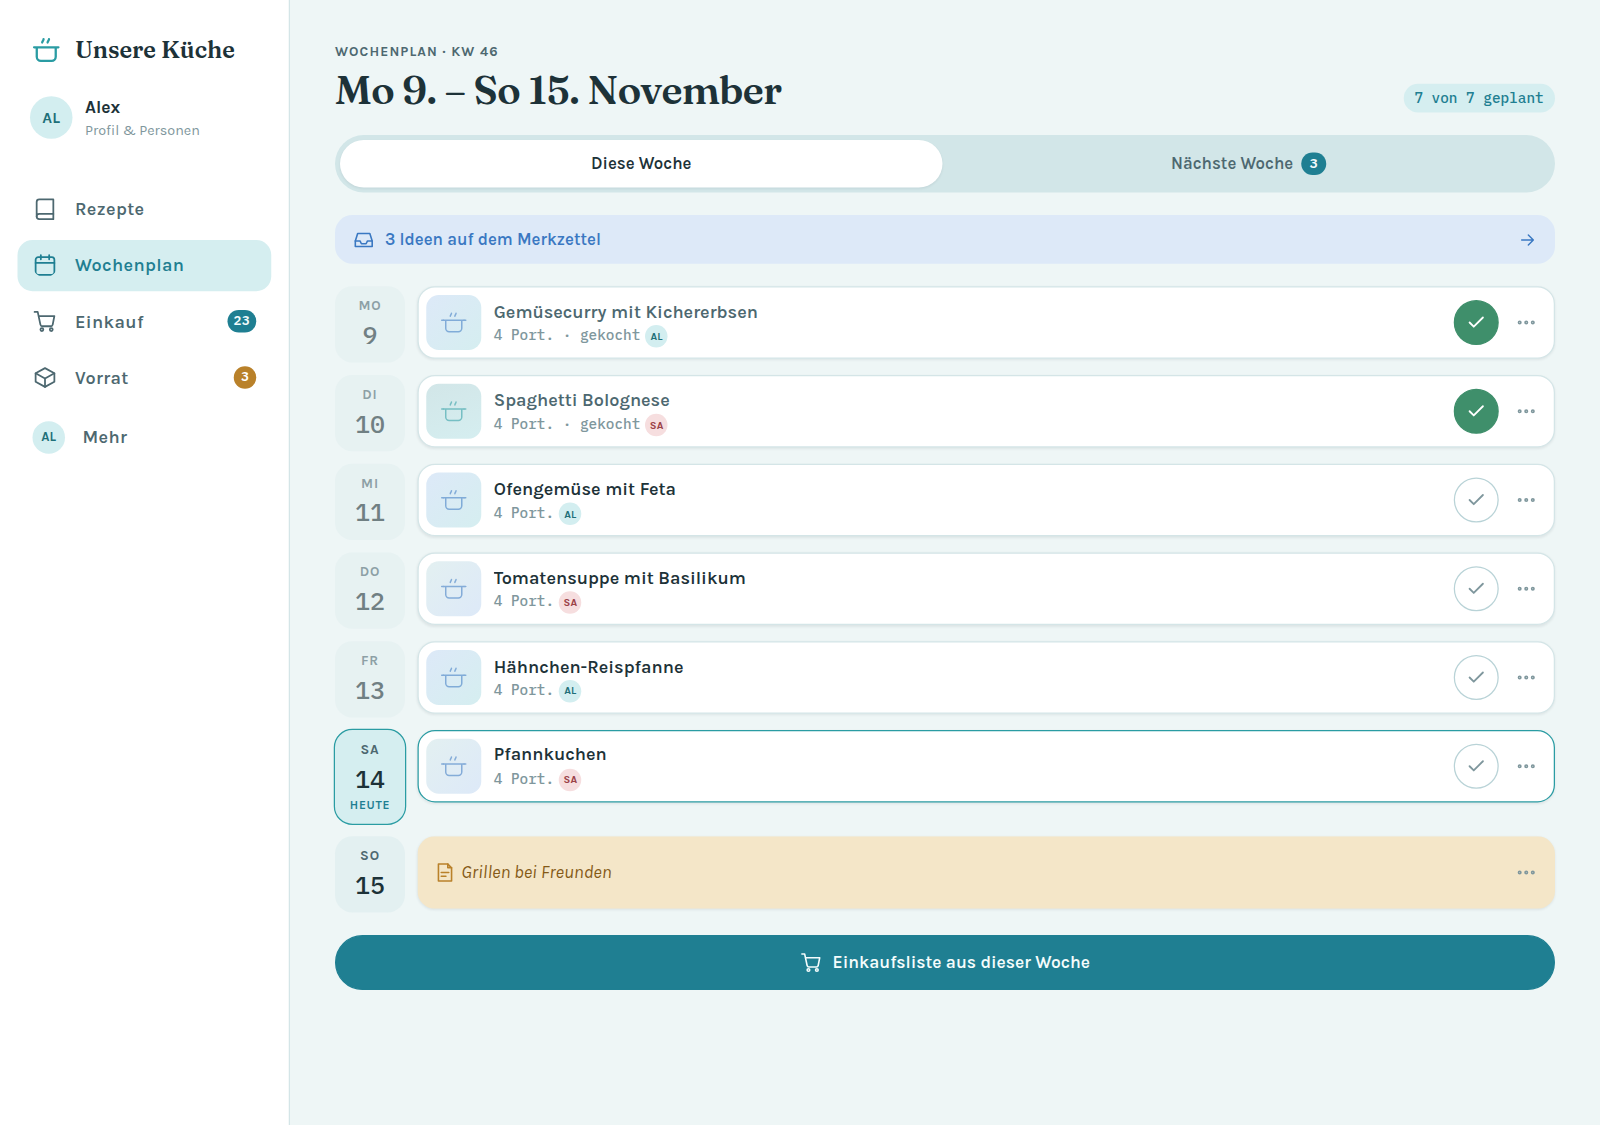 Unsere Küche
AL
Alex
Profil & Personen
Rezepte
Wochenplan
Einkauf 23
Vorrat 3
AL Mehr
WOCHENPLAN · KW 46
Mo 9. – So 15. November
7 von 7 geplant
Diese Woche
Nächste Woche 3
3 Ideen auf dem Merkzettel
MO
9
Gemüsecurry mit Kichererbsen
4 Port. · gekocht AL
DI
10
Spaghetti Bolognese
4 Port. · gekocht SA
MI
11
Ofengemüse mit Feta
4 Port. AL
DO
12
Tomatensuppe mit Basilikum
4 Port. SA
FR
13
Hähnchen-Reispfanne
4 Port. AL
SA
14
HEUTE
Pfannkuchen
4 Port. SA
SO
15
Grillen bei Freunden
Einkaufsliste aus dieser Woche